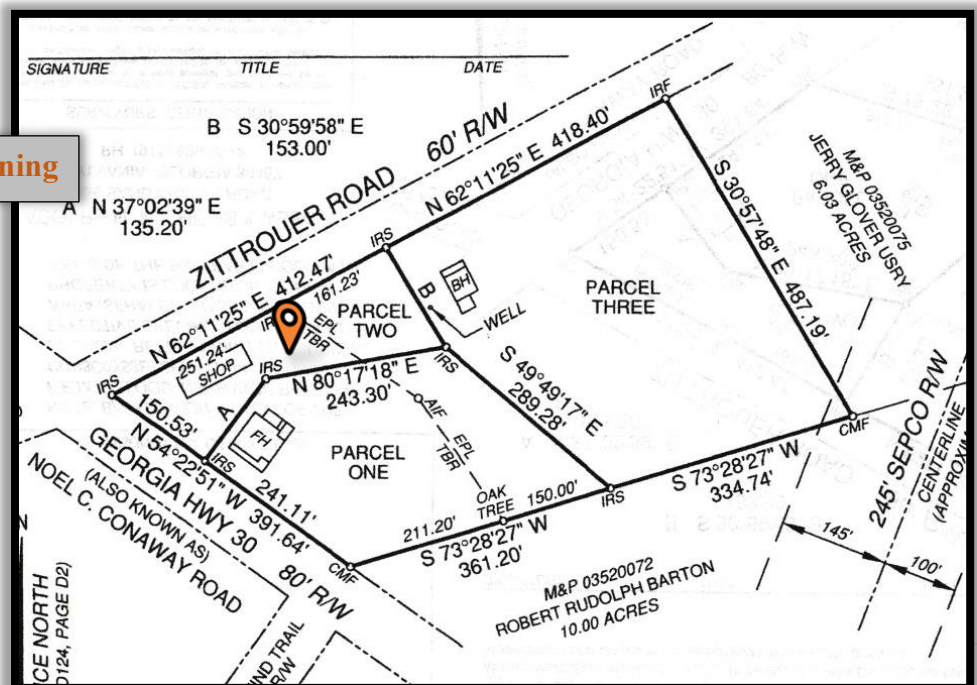 SIGNATURE TITLE DATE
B S 30°59'58" E
153.00'
ning
A N 37°02'39" E
135.20'
ZITTROUER ROAD 60' R/W
N 62°11'25" E 418.40'
IRF
M&P 03520075
JERRY GLOVER USRY
6.03 ACRES
S 30°57'48" E 487.19'
IRS
N 62°11'25" E 412.47'
161.23'
251.24'
SHOP
EPL
TBR
PARCEL
TWO
B
BH
WELL
PARCEL
THREE
IRS
IRS
N 80°17'18" E
243.30'
S 49°49'17" E
289.28'
150.53'
A
FH
IRS
AIF
EPL
TBR
PARCEL
ONE
OAK
TREE
150.00'
211.20'
S 73°28'27" W
361.20'
IRS
S 73°28'27" W
334.74'
CMF
N 54°22'51" W 391.64'
241.11'
GEORGIA HWY 30
(ALSO KNOWN AS)
NOEL C. CONAWAY ROAD
80' R/W
CMF
M&P 03520072
ROBERT RUDOLPH BARTON
10.00 ACRES
245' SEPCO R/W
CENTERLINE
145'
100'